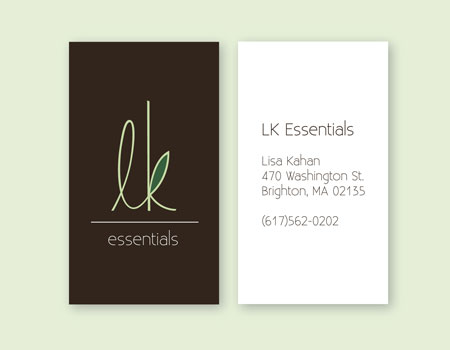 lk
essentials
LK Essentials
Lisa Kahan
470 Washington St.
Brighton, MA 02135
(617)562-0202